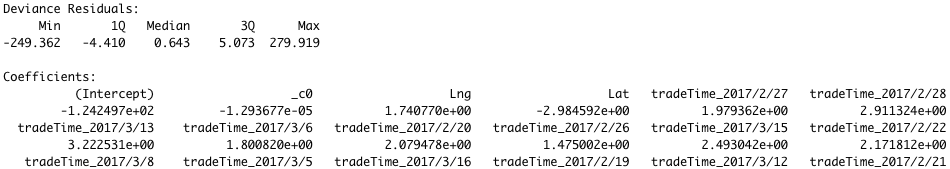 Deviance Residuals:
Min 1Q Median 3Q Max
-249.362 -4.410 0.643 5.073 279.919
Coefficients:
(Intercept) _c0 Lng Lat tradeTime_2017/2/27 tradeTime_2017/2/28
-1.242497e+02 -1.293677e-05 1.740770e+00 -2.984592e+00 1.979362e+00 2.911324e+00
tradeTime_2017/3/13 tradeTime_2017/3/6 tradeTime_2017/2/20 tradeTime_2017/2/26 tradeTime_2017/3/15 tradeTime_2017/2/22
3.222531e+00 1.800820e+00 2.079478e+00 1.475002e+00 2.493042e+00 2.171812e+00
tradeTime_2017/3/8 tradeTime_2017/3/5 tradeTime_2017/3/16 tradeTime_2017/2/19 tradeTime_2017/3/12 tradeTime_2017/2/21